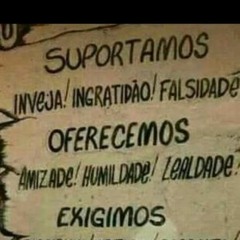 SUPORTAMOS
INVEJA! INGRATIDÃO! FALSIDADE
OFERECEMOS
AMIZADE! HUMILDADE! LEALDADE!
EXIGIMOS